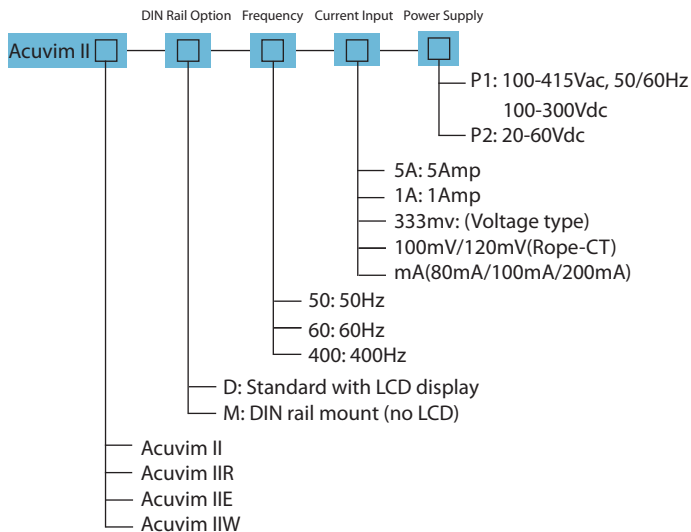 DIN Rail Option Frequency Current Input Power Supply
Acuvim II
P1: 100-415Vac, 50/60Hz
100-300Vdc
P2: 20-60Vdc
5A: 5Amp
1A: 1Amp
333mv: (Voltage type)
100mV/120mV(Rope-CT)
mA(80mA/100mA/200mA)
50: 50Hz
60: 60Hz
400: 400Hz
D: Standard with LCD display
M: DIN rail mount (no LCD)
Acuvim II
Acuvim IIR
Acuvim IIE
Acuvim IIW